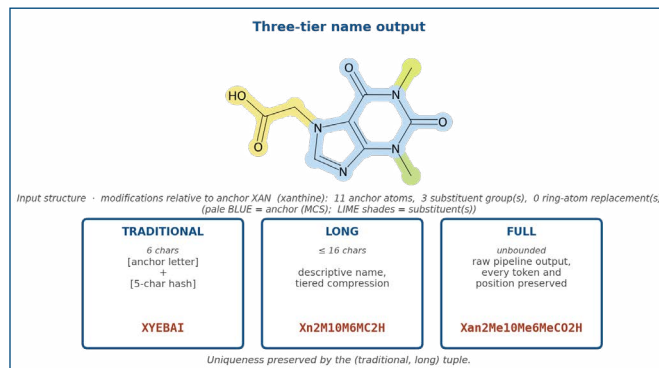 Three-tier name output
O
N
O
HO
O
N
N
N
Input structure · modifications relative to anchor XAN (xanthine): 11 anchor atoms, 3 substituent group(s), 0 ring-atom replacement(s)
(pale BLUE = anchor (MCS); LIME shades = substituent(s))
TRADITIONAL
6 chars
[anchor letter]
+
[5-char hash]
XYEBAI
LONG
≤ 16 chars
descriptive name,
tiered compression
Xn2M10M6MC2H
FULL
unbounded
raw pipeline output,
every token and
position preserved
Xan2Me10Me6MeCO2H
Uniqueness preserved by the (traditional, long) tuple.